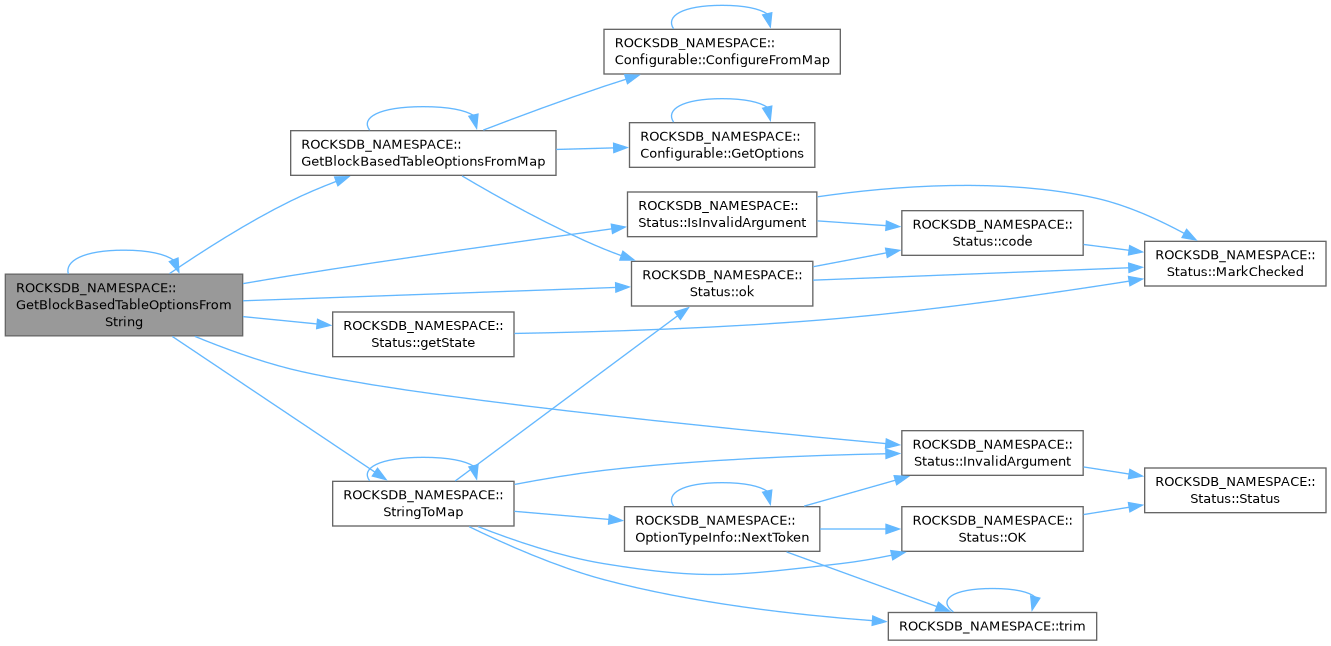 ROCKSDB_NAMESPACE::
Configurable::ConfigureFromMap
ROCKSDB_NAMESPACE::
GetBlockBasedTableOptionsFromMap
ROCKSDB_NAMESPACE::
Configurable::GetOptions
ROCKSDB_NAMESPACE::
Status::IsInvalidArgument
ROCKSDB_NAMESPACE::
Status::code
ROCKSDB_NAMESPACE::
Status::MarkChecked
ROCKSDB_NAMESPACE::
GetBlockBasedTableOptionsFrom
String
ROCKSDB_NAMESPACE::
Status::ok
ROCKSDB_NAMESPACE::
Status::getState
ROCKSDB_NAMESPACE::
Status::InvalidArgument
ROCKSDB_NAMESPACE::
Status::Status
ROCKSDB_NAMESPACE::
StringToMap
ROCKSDB_NAMESPACE::
OptionTypeInfo::NextToken
ROCKSDB_NAMESPACE::
Status::OK
ROCKSDB_NAMESPACE::trim